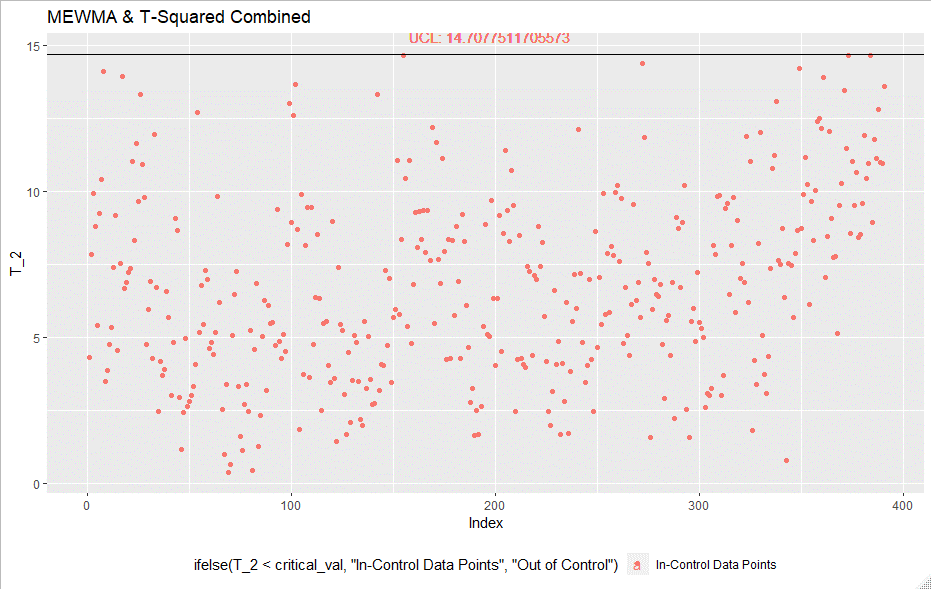 MEWMA & T-Squared Combined
UCL: 14.7077511705573
15
10
5
0
T_2
0 100 200 300 400
Index
ifelse(T_2 < critical_val, "In-Control Data Points", "Out of Control") a In-Control Data Points